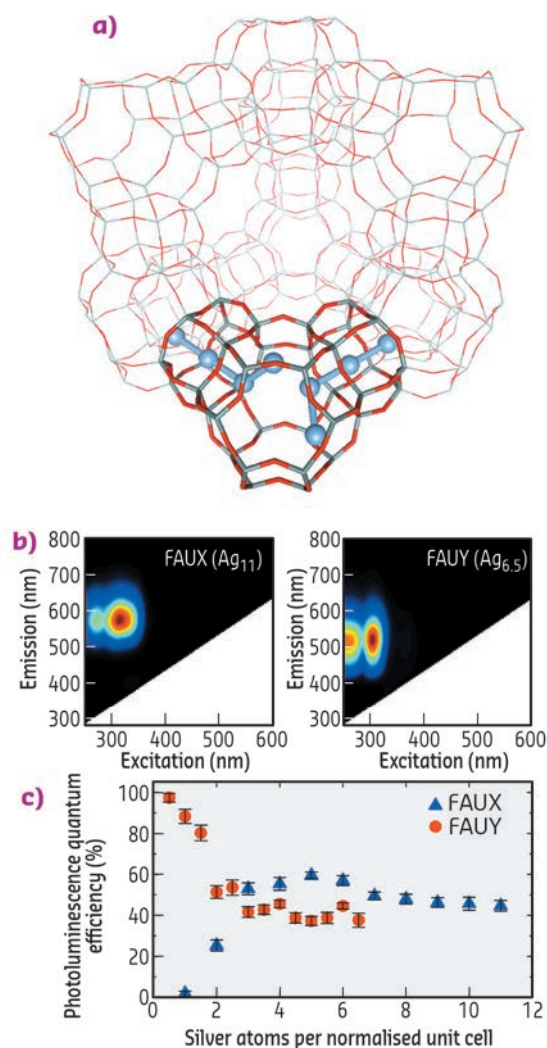 a)
b)
800
700
600
500
400
300
Emission (nm)
FAUX (Ag11)
300 400 500 600
Excitation (nm)
800
700
600
500
400
300
Emission (nm)
FAUY (Ag6.5)
300 400 500 600
Excitation (nm)
c)
Photoluminescence quantum
efficiency (%)
100
80
60
40
20
0
FAUX
FAUY
0 2 4 6 8 10 12
Silver atoms per normalised unit cell